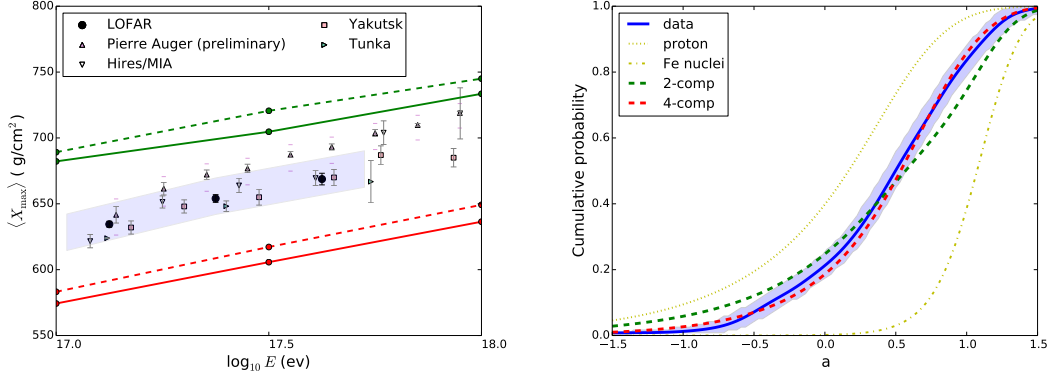 LOFAR
Pierre Auger (preliminary)
Hires/MIA
Yakutsk
Tunka
800
750
700
650
600
550
17.0
17.5
18.0
⟨X_max⟩ ( g/cm²)
log₁₀ E (ev)
data
proton
Fe nuclei
2-comp
4-comp
1.0
0.8
0.6
0.4
0.2
0.0
−1.5
−1.0
−0.5
0.0
0.5
1.0
1.5
Cumulative probability
a